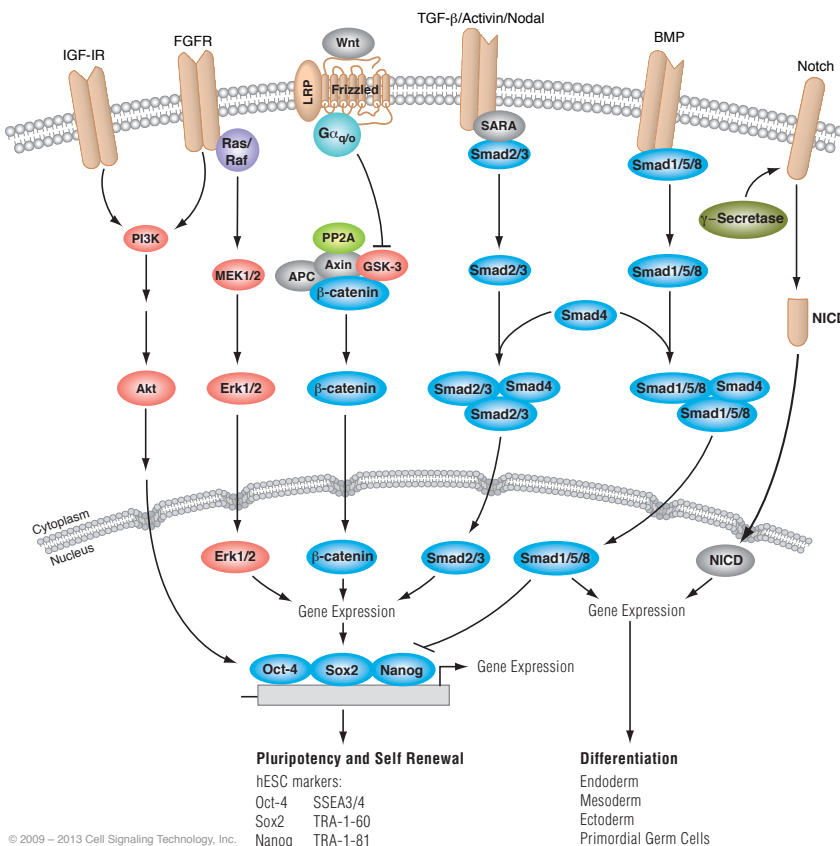 TGF-β/Activin/Nodal
IGF-IR
FGFR
Wnt
BMP
Notch
LRP
Frizzled
SARA
Gαq/o
Ras/
Raf
Smad2/3
Smad1/5/8
γ–Secretase
PI3K
PP2A
MEK1/2
APC
Axin
GSK-3
β-catenin
Smad2/3
Smad1/5/8
Smad4
NICD
Akt
Erk1/2
β-catenin
Smad2/3
Smad4
Smad2/3
Smad1/5/8
Smad4
Smad1/5/8
Cytoplasm
Nucleus
Erk1/2
β-catenin
Smad2/3
Smad1/5/8
NICD
Gene Expression
Gene Expression
Oct-4
Sox2
Nanog
Gene Expression
Pluripotency and Self Renewal
hESC markers:
Oct-4 SSEA3/4
Sox2 TRA-1-60
Nanog TRA-1-81
Differentiation
Endoderm
Mesoderm
Ectoderm
Primordial Germ Cells
© 2009 – 2013 Cell Signaling Technology, Inc.